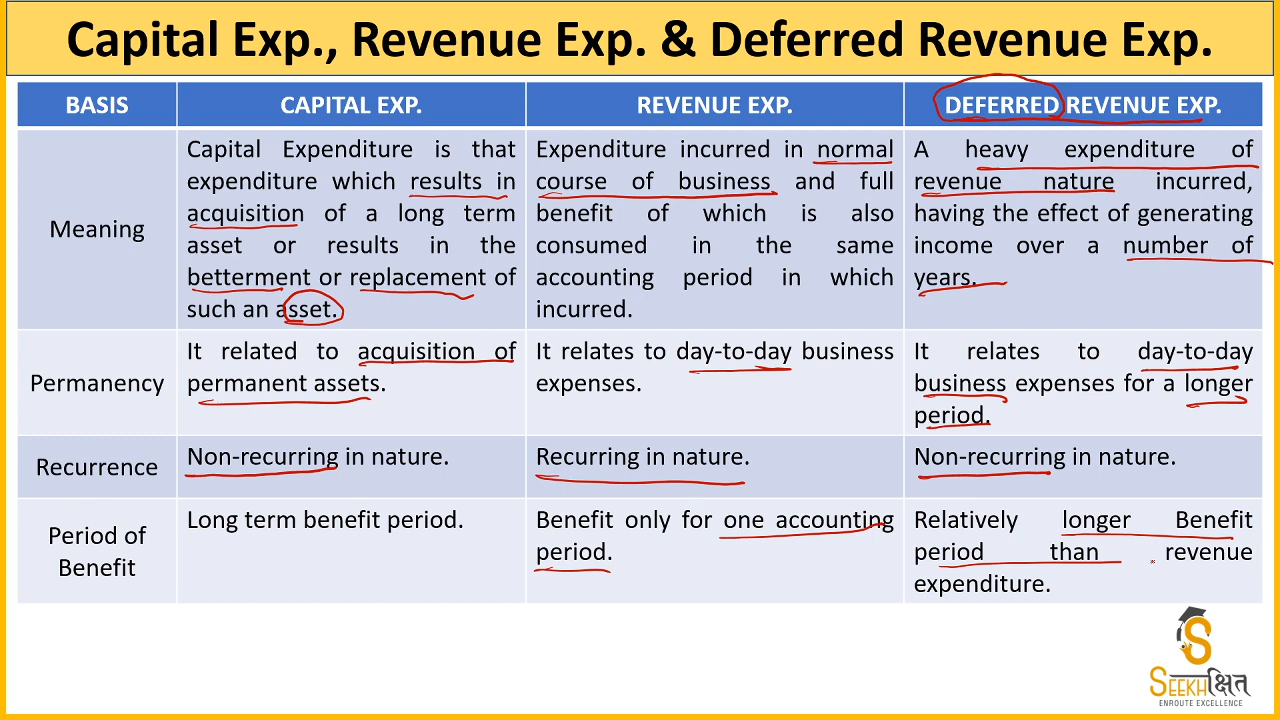 Capital Exp., Revenue Exp. & Deferred Revenue Exp.
BASIS
CAPITAL EXP.
REVENUE EXP.
DEFERRED REVENUE EXP.
Meaning
Capital Expenditure is that
expenditure which results in
acquisition of a long term
asset or results in the
betterment or replacement of
such an asset.
Expenditure incurred in normal
course of business and full
benefit of which is also
consumed in the same
accounting period in which
incurred.
A heavy expenditure of
revenue nature incurred,
having the effect of generating
income over a number of
years.
Permanency
It related to acquisition of
permanent assets.
It relates to day-to-day business
expenses.
It relates to day-to-day
business expenses for a longer
period.
Recurrence
Non-recurring in nature.
Recurring in nature.
Non-recurring in nature.
Period of
Benefit
Long term benefit period.
Benefit only for one accounting
period.
Relatively longer Benefit
period than revenue
expenditure.
SEEKHक्षित
ENROUTE EXCELLENCE